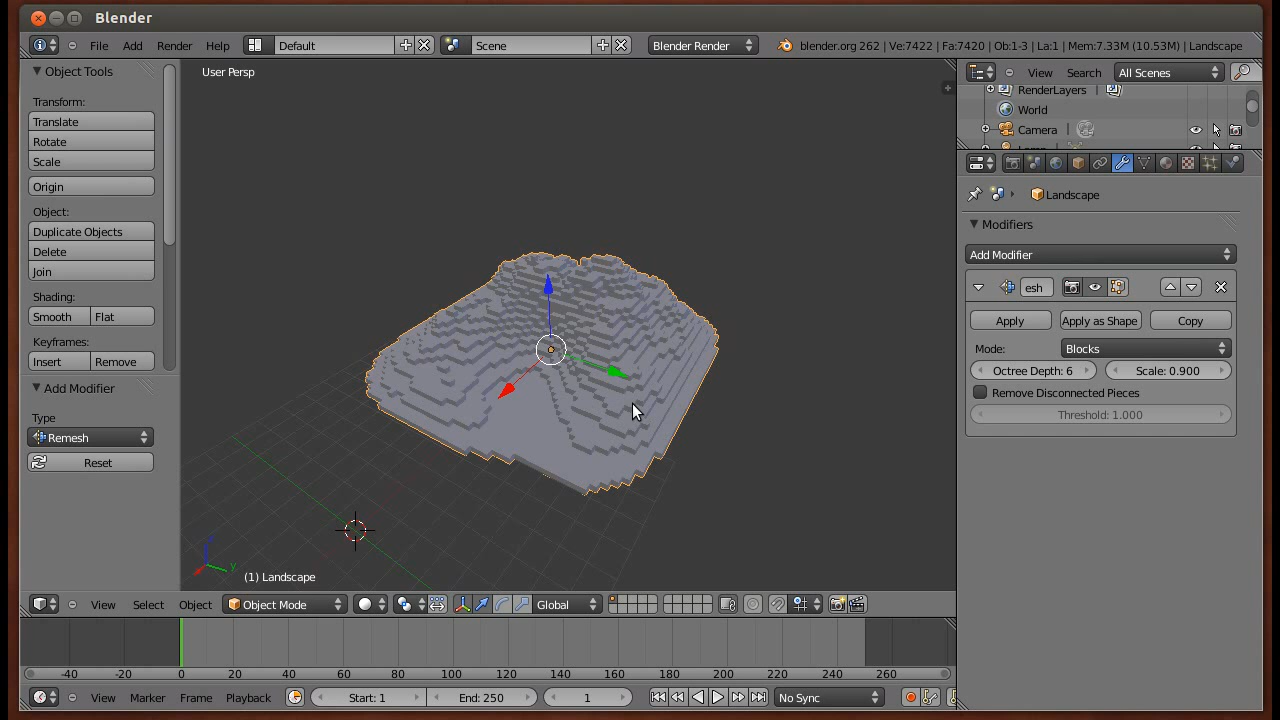 Blender
File Add Render Help Default Scene Blender Render blender.org 262 | Ve:7422 | Fa:7420 | Ob:1-3 | La:1 | Mem:7.33M (10.53M) | Landscape
Object Tools
Transform:
Translate
Rotate
Scale
Origin
Object:
Duplicate Objects
Delete
Join
Shading:
Smooth Flat
Keyframes:
Insert Remove
Add Modifier
Type
Remesh
Reset
User Persp
y
(1) Landscape
View Select Object Object Mode Global
-40 0 20 40 60 80 100 120 140 160 180 200 220 240 260
View Marker Frame Playback Start: 1 End: 250 1 No Sync
View Search All Scenes
RenderLayers |
World
Camera |
Landscape
Modifiers
Add Modifier
esh
Apply Apply as Shape Copy
Mode: Blocks
Octree Depth: 6 Scale: 0.900
Remove Disconnected Pieces
Threshold: 1.000